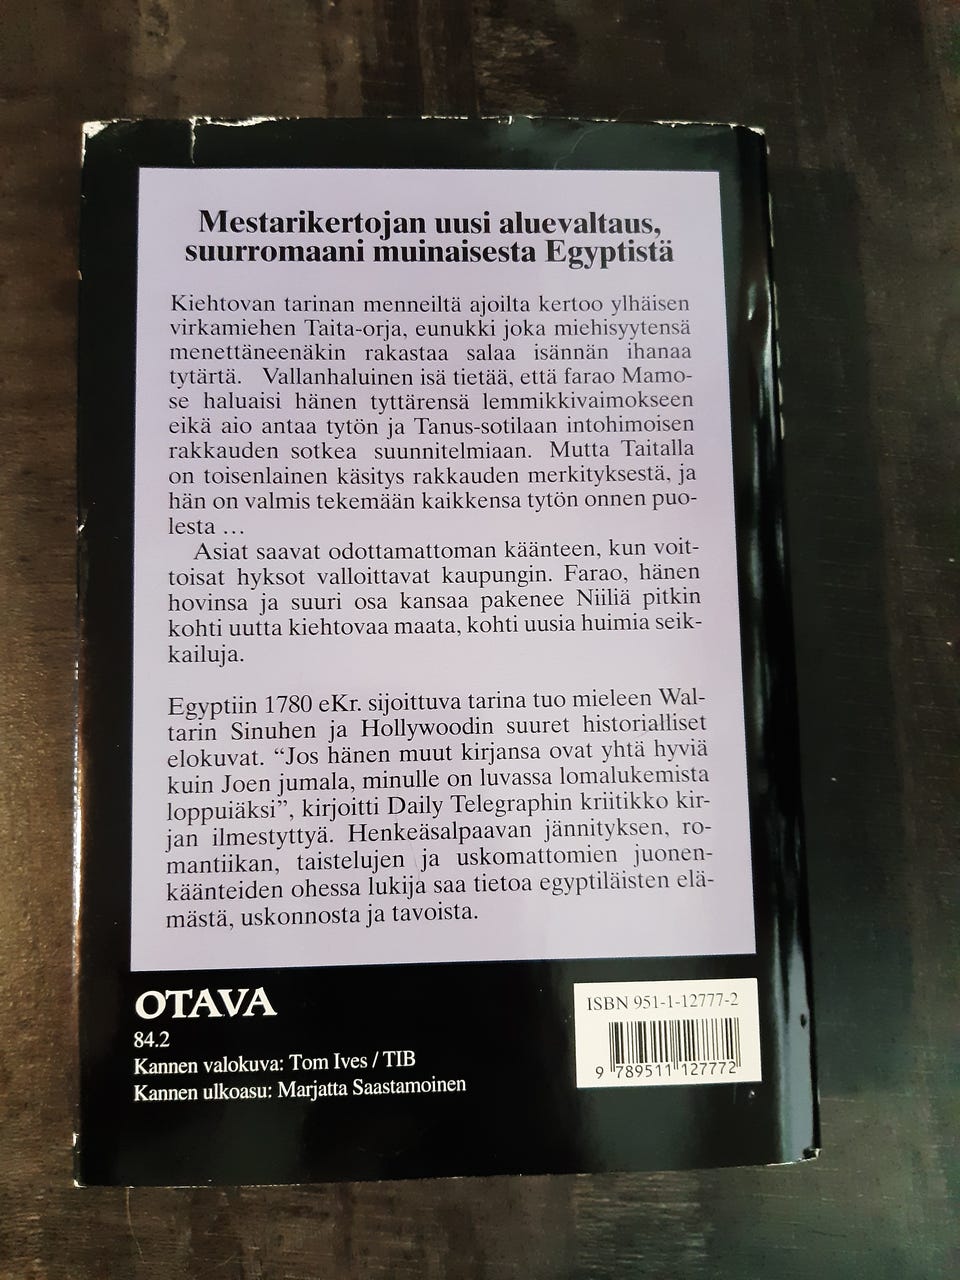 Mestarikertojan uusi aluevaltaus,
suurromaani muinaisesta Egyptistä
Kiehtovan tarinan menneiltä ajoilta kertoo ylhäisen
virkamiehen Taita-orja, eunukki joka miehisyytensä
menettäneenäkin rakastaa salaa isännän ihanaa
tytärtä. Vallanhaluinen isä tietää, että farao Mamo-
se haluaisi hänen tyttärensä lemmikkivaimokseen
eikä aio antaa tytön ja Tanus-sotilaan intohimoisen
rakkauden sotkea suunnitelmiaan. Mutta Taitalla
on toisenlainen käsitys rakkauden merkityksestä, ja
hän on valmis tekemään kaikkensa tytön onnen puo-
lesta ...
Asiat saavat odottamattoman käänteen, kun voit-
toisat hyksot valloittavat kaupungin. Farao, hänen
hovinsa ja suuri osa kansaa pakenee Niiliä pitkin
kohti uutta kiehtovaa maata, kohti uusia huimia seik-
kailuja.
Egyptiin 1780 eKr. sijoittuva tarina tuo mieleen Wal-
tarin Sinuhen ja Hollywoodin suuret historialliset
elokuvat. “Jos hänen muut kirjansa ovat yhtä hyviä
kuin Joen jumala, minulle on luvassa lomalukemista
loppuiäksi”, kirjoitti Daily Telegraphin kriitikko kir-
jan ilmestyttyä. Henkeäsalpaavan jännityksen, ro-
mantiikan, taistelujen ja uskomattomien juonen-
käänteiden ohessa lukija saa tietoa egyptiläisten elä-
mästä, uskonnosta ja tavoista.
OTAVA
84.2
Kannen valokuva: Tom Ives / TIB
Kannen ulkoasu: Marjatta Saastamoinen
ISBN 951-1-12777-2
9 789511 127772